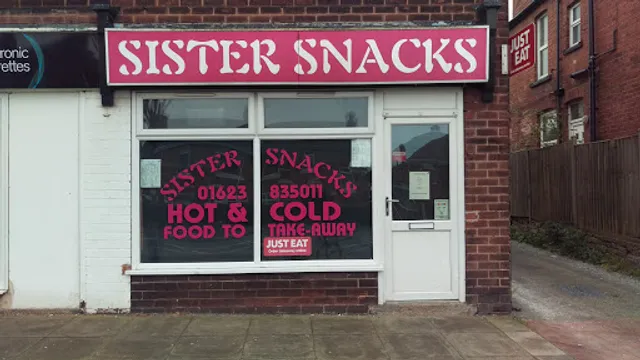 ronic
rettes
SISTER SNACKS
JUST
EAT
SISTER SNACKS
01623 835011
HOT & COLD
FOOD TO TAKE-AWAY
JUST EAT